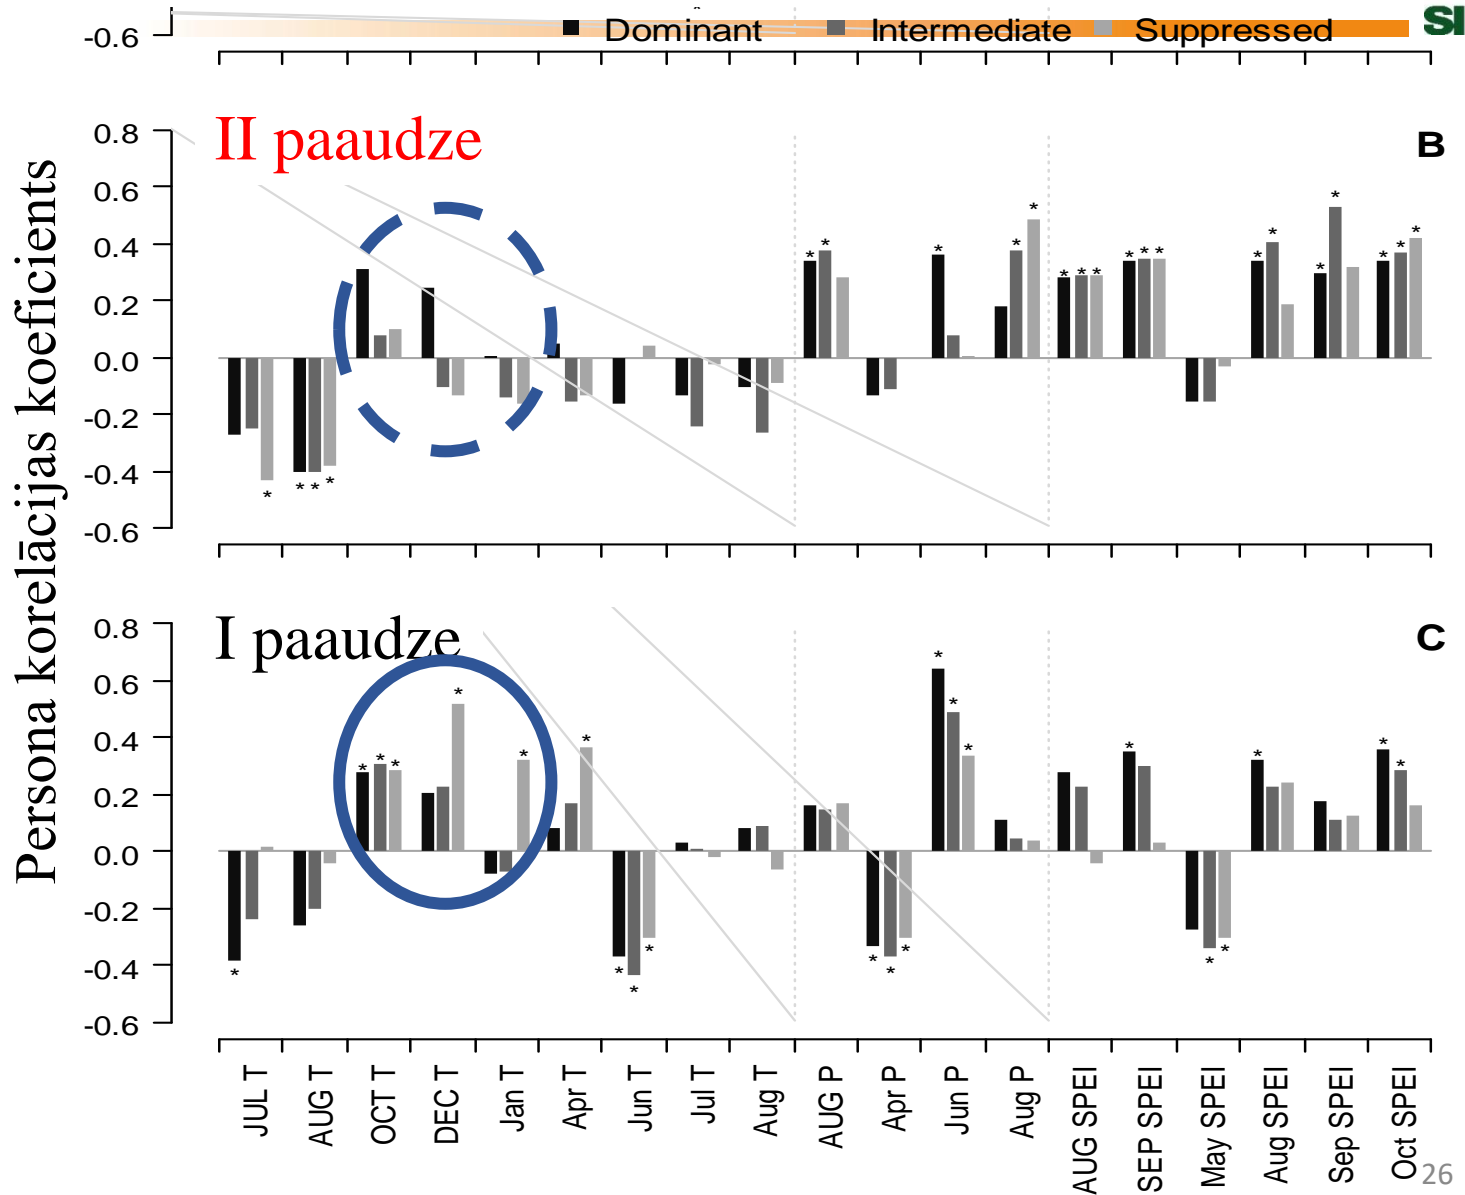 -0.6
Dominant Intermediate Suppressed
SI
Persona korelācijas koeficients
II paaudze
B
0.8
0.6
0.4
0.2
0.0
-0.2
-0.4
-0.6
I paaudze
C
0.8
0.6
0.4
0.2
0.0
-0.2
-0.4
-0.6
JUL T
AUG T
OCT T
DEC T
Jan T
Apr T
Jun T
Jul T
Aug T
AUG P
Apr P
Jun P
Aug P
AUG SPEI
SEP SPEI
May SPEI
Aug SPEI
Sep SPEI
Oct SPEI
26